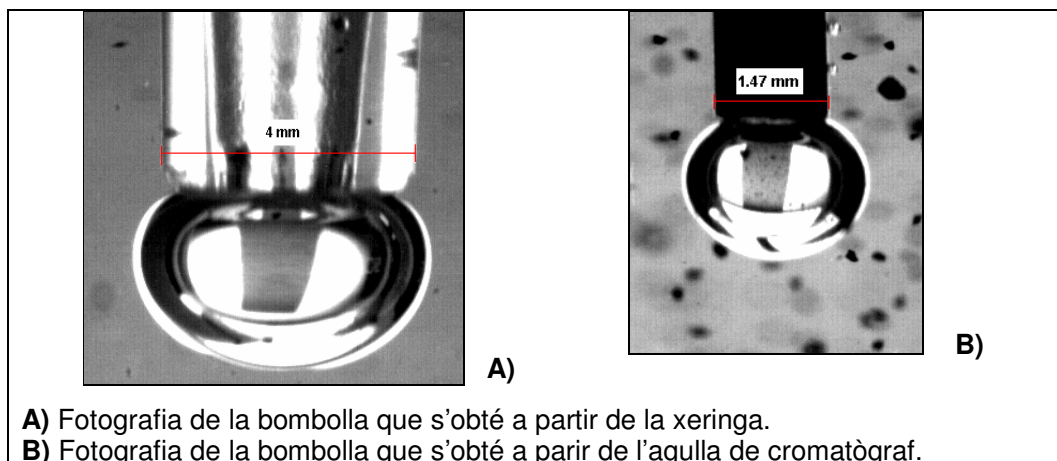 4 mm
1.47 mm
A)
B)
A) Fotografia de la bombolla que s'obté a partir de la xeringa.
B) Fotografia de la bombolla que s'obté a parir de l'agulla de cromatògraf.